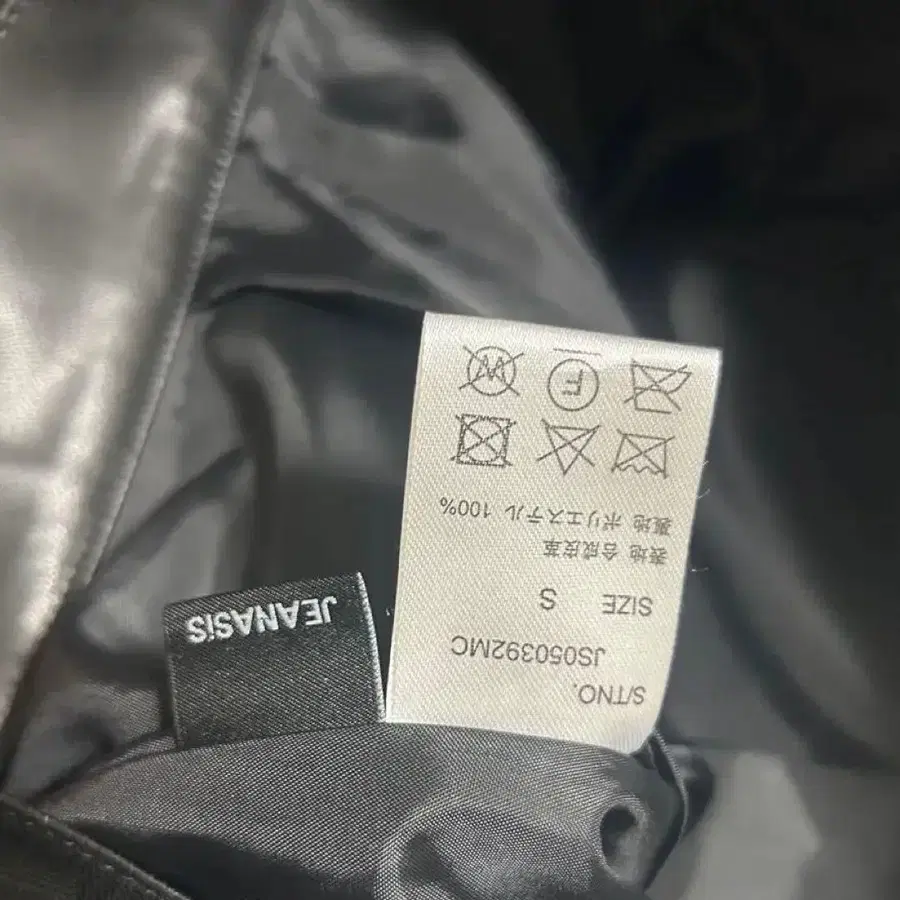 JEANASiS
S/TNO.
JS050392MC
SIZE S
表地 合成皮革
裏地 ポリエステル 100%
F W